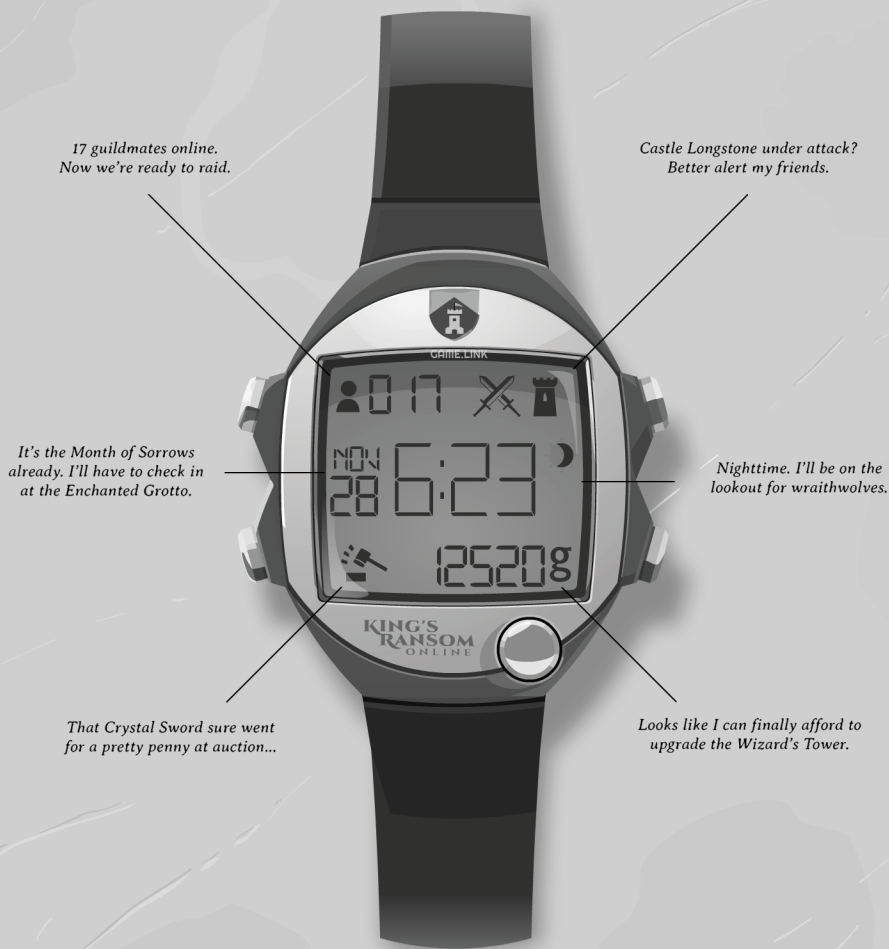 17 guildmates online.
Now we're ready to raid.
Castle Longstone under attack?
Better alert my friends.
GAME.LINK
017
It's the Month of Sorrows
already. I'll have to check in
at the Enchanted Grotto.
NOV
28
6:23
Nighttime. I'll be on the
lookout for wraithwolves.
12520g
KING'S
RANSOM
ONLINE
That Crystal Sword sure went
for a pretty penny at auction...
Looks like I can finally afford to
upgrade the Wizard's Tower.